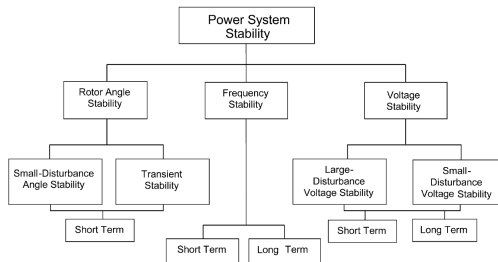 Power System
Stability
Rotor Angle
Stability
Frequency
Stability
Voltage
Stability
Small-Disturbance
Angle Stability
Transient
Stability
Large-
Disturbance
Voltage Stability
Small-
Disturbance
Voltage Stability
Short Term
Short Term
Long Term
Short Term
Long Term